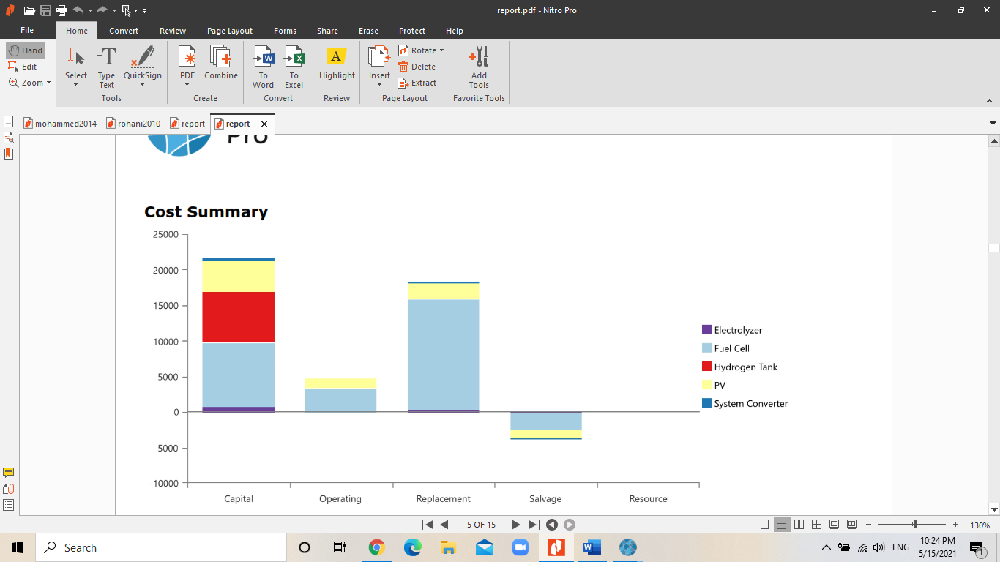 report.pdf - Nitro Pro
File Home Convert Review Page Layout Forms Share Erase Protect Help
Hand
Edit
Zoom
Select
Type Text
QuickSign
Tools
PDF
Combine
Create
To Word
To Excel
Convert
Highlight
Review
Insert
Rotate
Delete
Extract
Page Layout
Add Tools
Favorite Tools
mohammed2014 rohani2010 report report
Pro
Cost Summary
25000
20000
15000
10000
5000
0
-5000
-10000
Capital Operating Replacement Salvage Resource
Electrolyzer
Fuel Cell
Hydrogen Tank
PV
System Converter
5 OF 15
130%
Search
ENG
10:24 PM
5/15/2021
1